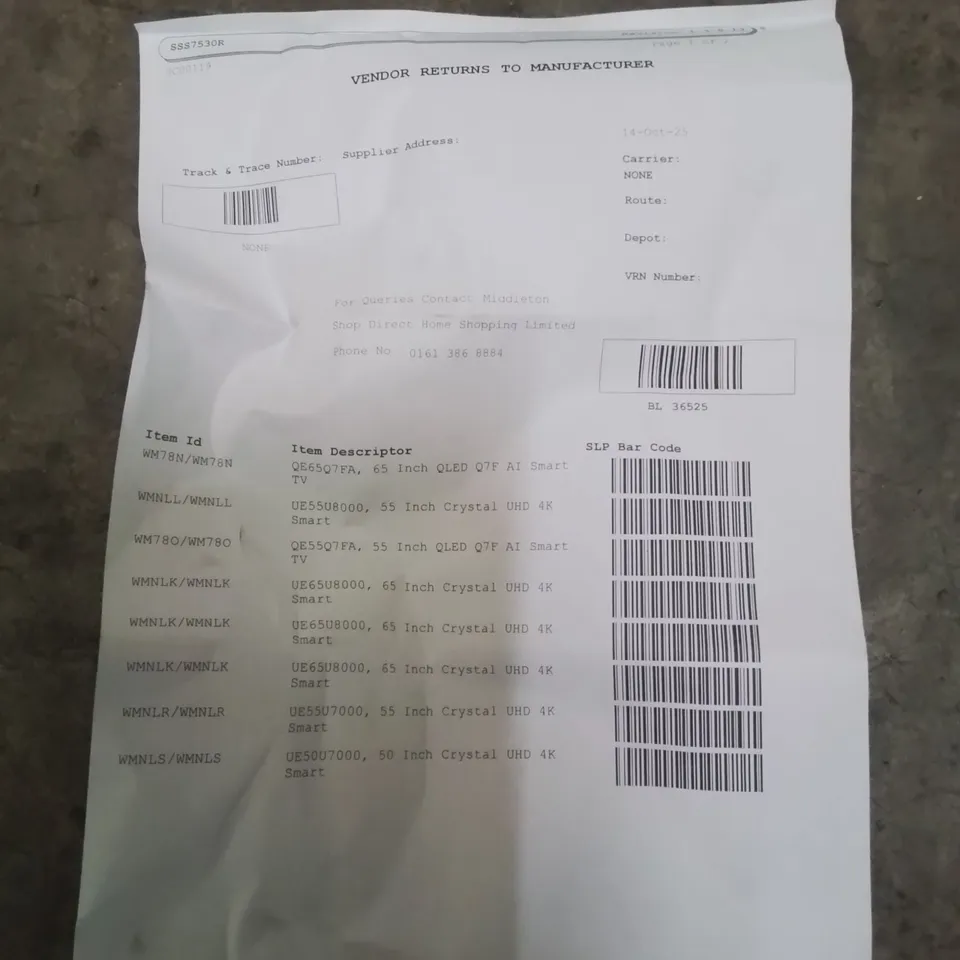 SSS7530R
VENDOR RETURNS TO MANUFACTURER
14-Oct-25
Track & Trace Number:
Supplier Address:
Carrier:
NONE
Route:
NONE
Depot:
VRN Number:
For Queries Contact Middleton
Shop Direct Home Shopping Limited
Phone No 0161 386 8884
BL 36525
Item Id
Item Descriptor
SLP Bar Code
WM78N/WM78N
QE65Q7FA, 65 Inch QLED Q7F AI Smart
TV
WMNLL/WMNLL
UE55U8000, 55 Inch Crystal UHD 4K
Smart
WM78O/WM78O
QE55Q7FA, 55 Inch QLED Q7F AI Smart
TV
WMNLK/WMNLK
UE65U8000, 65 Inch Crystal UHD 4K
Smart
WMNLK/WMNLK
UE65U8000, 65 Inch Crystal UHD 4K
Smart
WMNLK/WMNLK
UE65U8000, 65 Inch Crystal UHD 4K
Smart
WMNLR/WMNLR
UE55U7000, 55 Inch Crystal UHD 4K
Smart
WMNLS/WMNLS
UE50U7000, 50 Inch Crystal UHD 4K
Smart